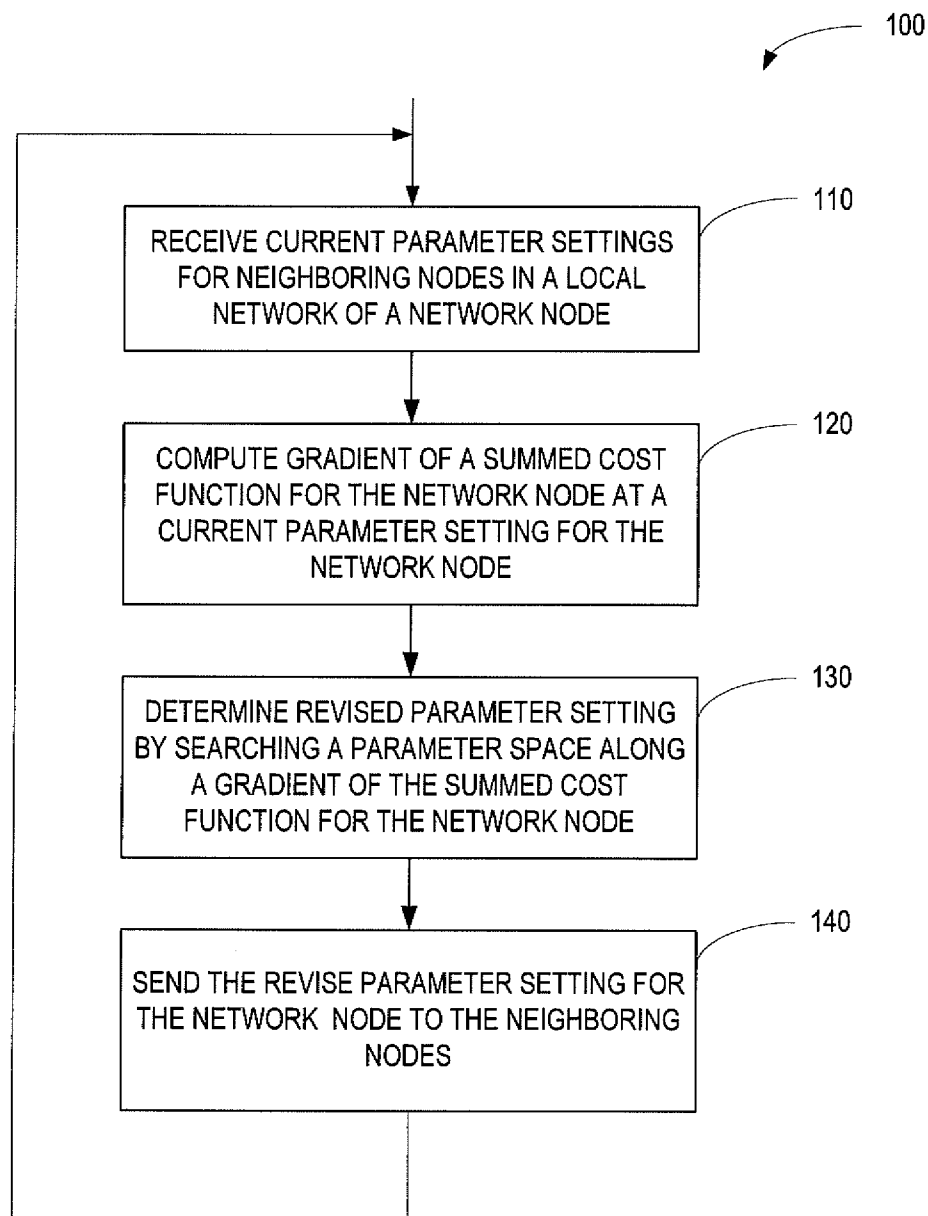 100
110
RECEIVE CURRENT PARAMETER SETTINGS
FOR NEIGHBORING NODES IN A LOCAL
NETWORK OF A NETWORK NODE
120
COMPUTE GRADIENT OF A SUMMED COST
FUNCTION FOR THE NETWORK NODE AT A
CURRENT PARAMETER SETTING FOR THE
NETWORK NODE
130
DETERMINE REVISED PARAMETER SETTING
BY SEARCHING A PARAMETER SPACE ALONG
A GRADIENT OF THE SUMMED COST
FUNCTION FOR THE NETWORK NODE
140
SEND THE REVISE PARAMETER SETTING FOR
THE NETWORK NODE TO THE NEIGHBORING
NODES